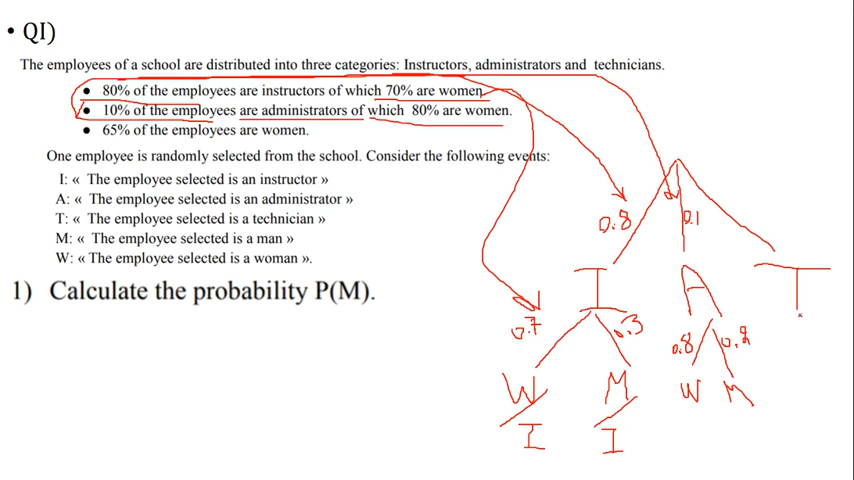 • QI)
The employees of a school are distributed into three categories: Instructors, administrators and technicians.
• 80% of the employees are instructors of which 70% are women.
• 10% of the employees are administrators of which 80% are women.
• 65% of the employees are women.
One employee is randomly selected from the school. Consider the following events:
I: « The employee selected is an instructor »
A: « The employee selected is an administrator »
T: « The employee selected is a technician »
M: « The employee selected is a man »
W: « The employee selected is a woman ».
1) Calculate the probability P(M).
0.8 0.1
I A T
0.7 0.3 0.8 0.2
W/I M/I W M